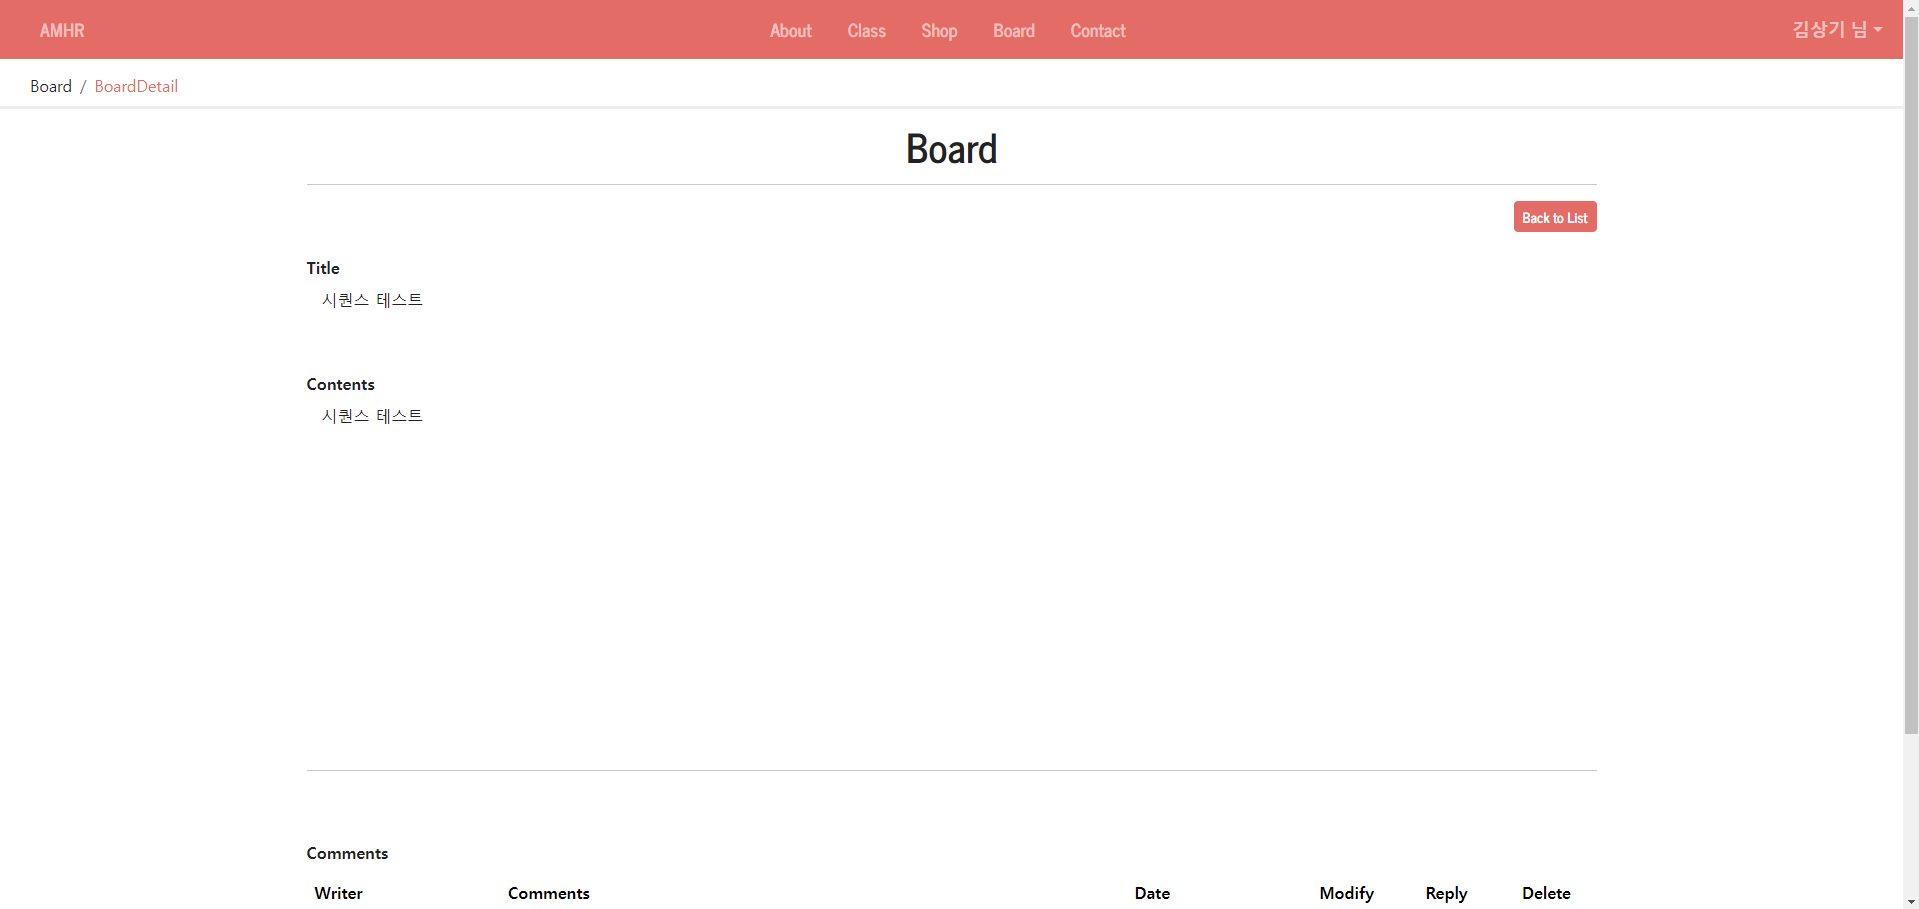 AMHR About Class Shop Board Contact 김상기 님
Board / BoardDetail
Board
Back to List
Title
시퀀스 테스트
Contents
시퀀스 테스트
Comments
Writer Comments Date Modify Reply Delete